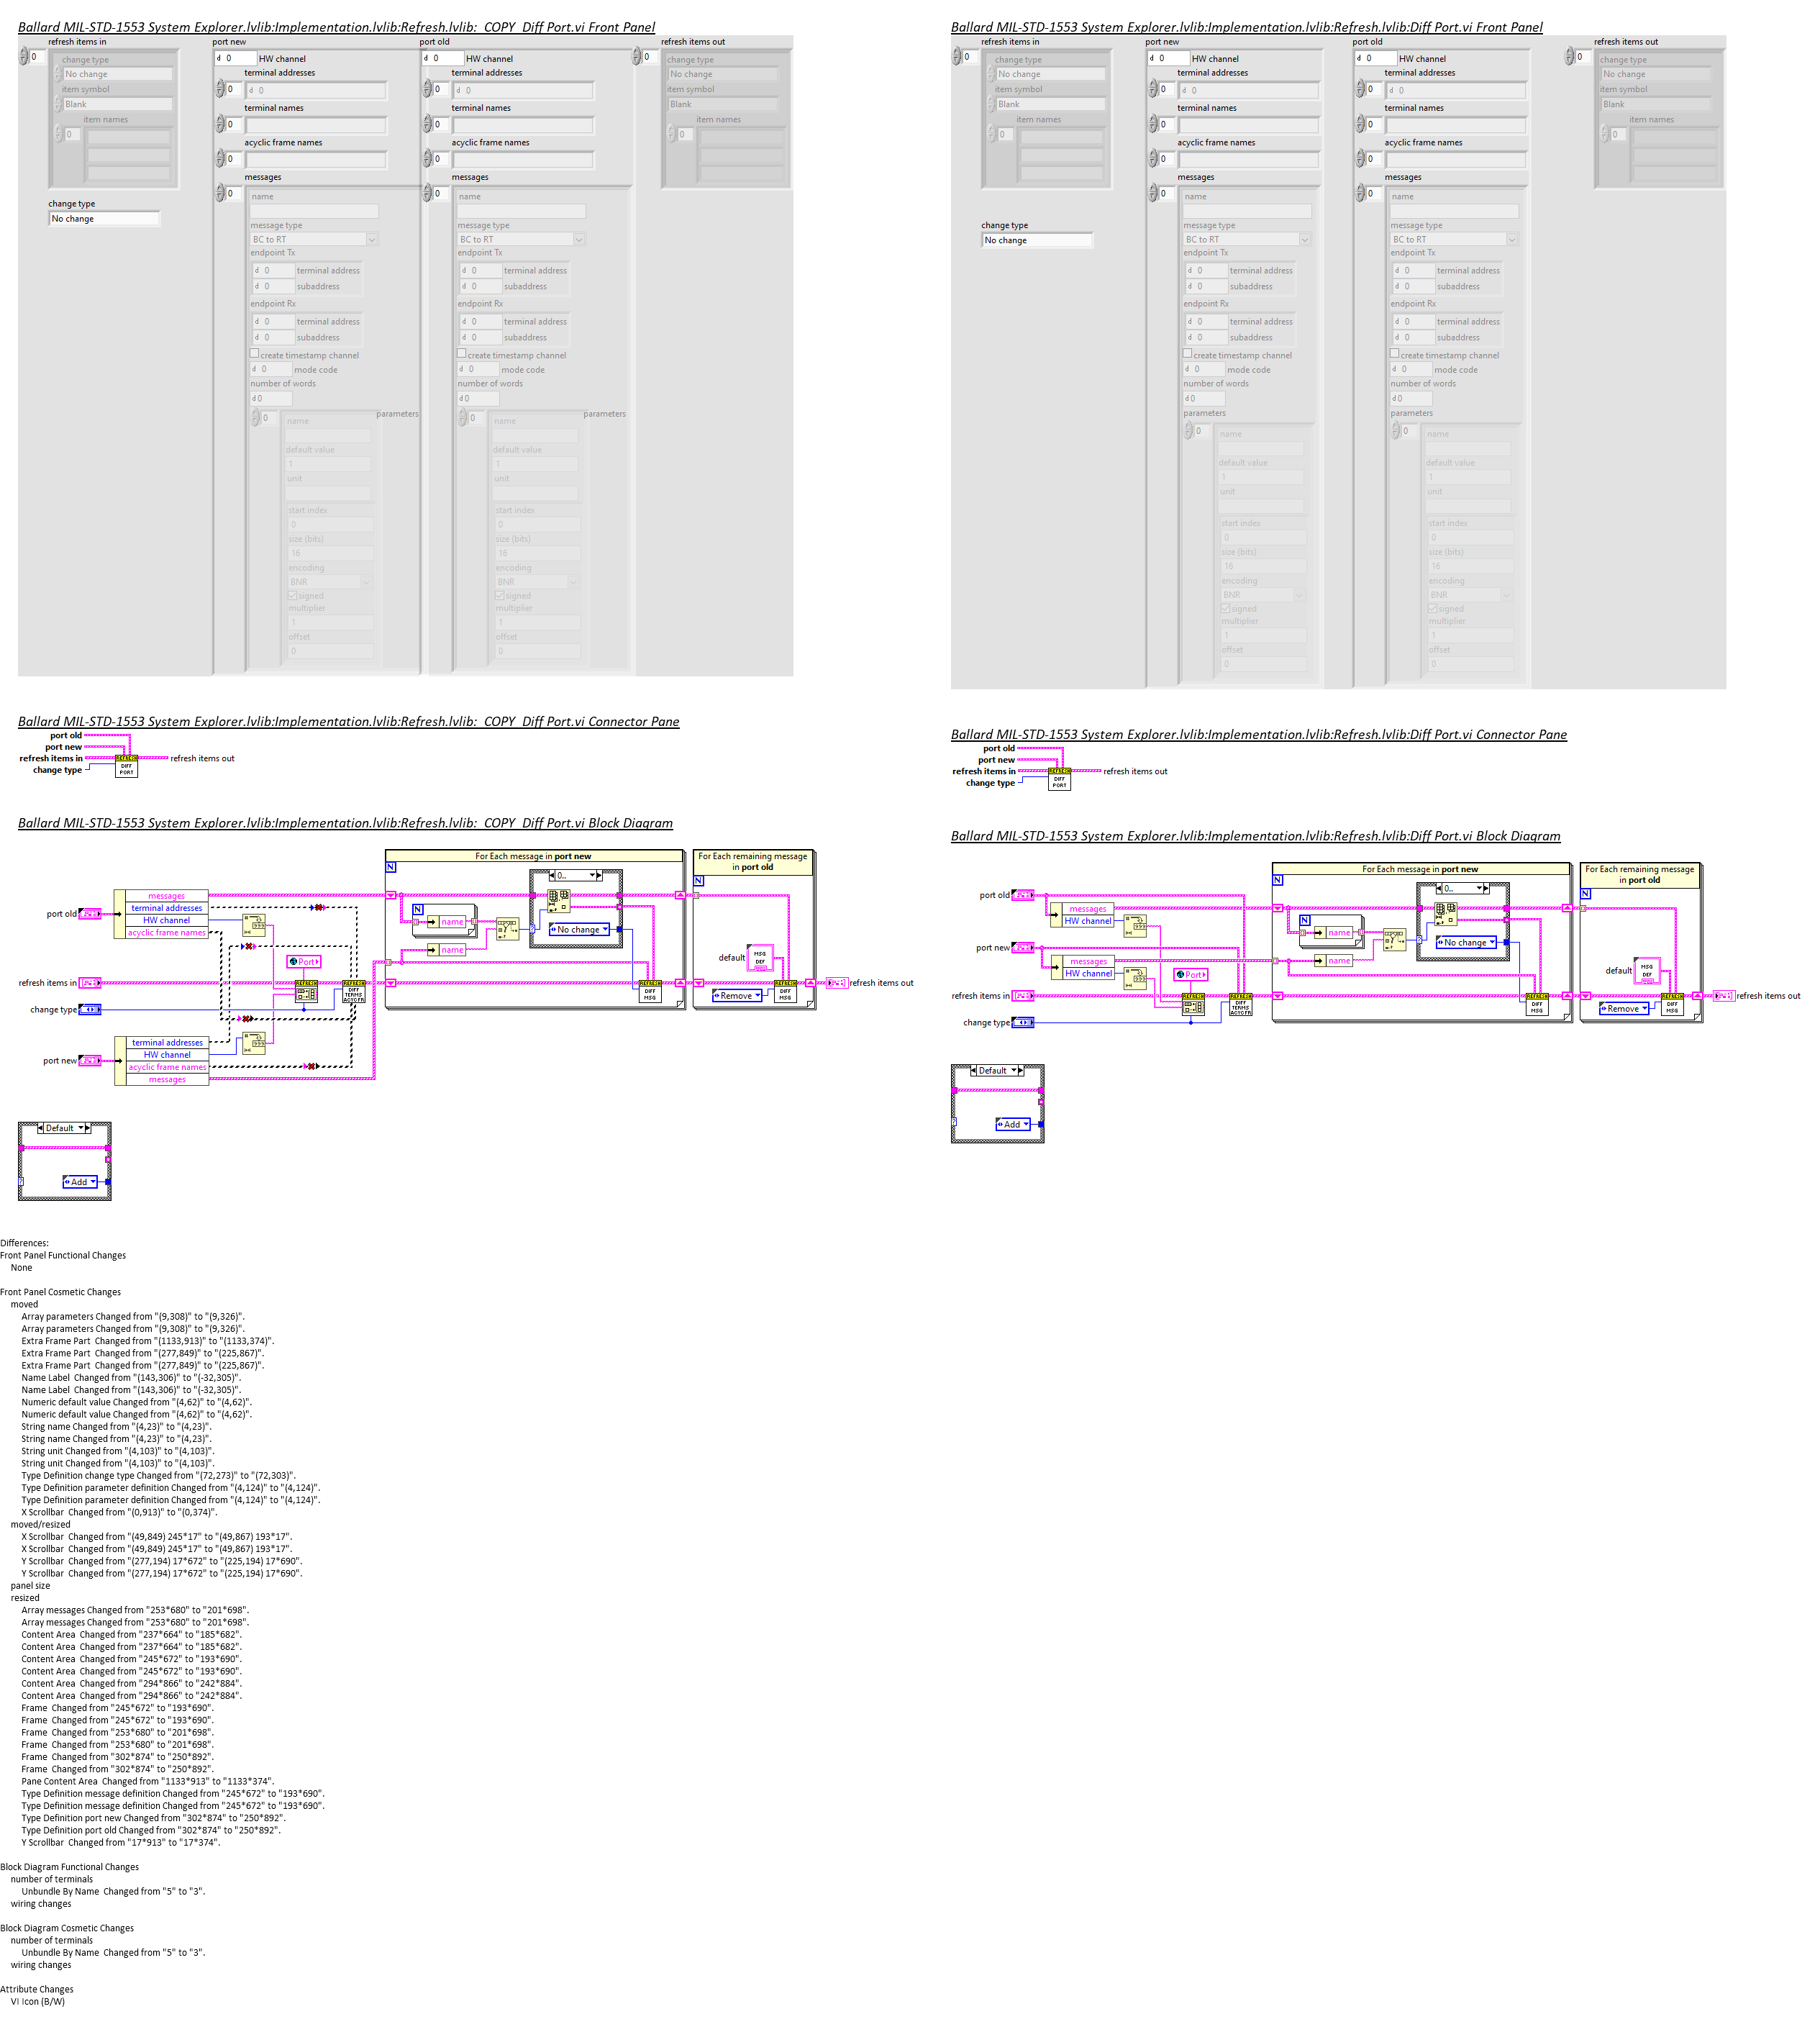 Ballard MIL-STD-1553 System Explorer.lvlib:Implementation.lvlib:Refresh.lvlib:_COPY_Diff Port.vi Front Panel
refresh items in
port new
port old
refresh items out
0
change type
No change
item symbol
Blank
item names
0
change type
No change
d 0 HW channel
terminal addresses
0 d 0
terminal names
0
acyclic frame names
0
messages
0
name
message type
BC to RT
endpoint Tx
d 0 terminal address
d 0 subaddress
endpoint Rx
d 0 terminal address
d 0 subaddress
create timestamp channel
d 0 mode code
number of words
d 0
parameters
0
name
default value
1
unit
start index
0
size (bits)
16
encoding
BNR
signed
multiplier
1
offset
0
d 0 HW channel
terminal addresses
0 d 0
terminal names
0
acyclic frame names
0
messages
0
name
message type
BC to RT
endpoint Tx
d 0 terminal address
d 0 subaddress
endpoint Rx
d 0 terminal address
d 0 subaddress
create timestamp channel
d 0 mode code
number of words
d 0
parameters
0
name
default value
1
unit
start index
0
size (bits)
16
encoding
BNR
signed
multiplier
1
offset
0
0
change type
No change
item symbol
Blank
item names
0
Ballard MIL-STD-1553 System Explorer.lvlib:Implementation.lvlib:Refresh.lvlib:Diff Port.vi Front Panel
refresh items in
port new
port old
refresh items out
0
change type
No change
item symbol
Blank
item names
0
change type
No change
d 0 HW channel
terminal addresses
0 d 0
terminal names
0
acyclic frame names
0
messages
0
name
message type
BC to RT
endpoint Tx
d 0 terminal address
d 0 subaddress
endpoint Rx
d 0 terminal address
d 0 subaddress
create timestamp channel
d 0 mode code
number of words
d 0
parameters
0
name
default value
1
unit
start index
0
size (bits)
16
encoding
BNR
signed
multiplier
1
offset
0
d 0 HW channel
terminal addresses
0 d 0
terminal names
0
acyclic frame names
0
messages
0
name
message type
BC to RT
endpoint Tx
d 0 terminal address
d 0 subaddress
endpoint Rx
d 0 terminal address
d 0 subaddress
create timestamp channel
d 0 mode code
number of words
d 0
parameters
0
name
default value
1
unit
start index
0
size (bits)
16
encoding
BNR
signed
multiplier
1
offset
0
0
change type
No change
item symbol
Blank
item names
0
Ballard MIL-STD-1553 System Explorer.lvlib:Implementation.lvlib:Refresh.lvlib:_COPY_Diff Port.vi Connector Pane
port old
port new
refresh items in
change type
REFRESH
DIFF
PORT
refresh items out
Ballard MIL-STD-1553 System Explorer.lvlib:Implementation.lvlib:Refresh.lvlib:Diff Port.vi Connector Pane
port old
port new
refresh items in
change type
REFRESH
DIFF
PORT
refresh items out
Ballard MIL-STD-1553 System Explorer.lvlib:Implementation.lvlib:Refresh.lvlib:_COPY_Diff Port.vi Block Diagram
For Each message in port new
For Each remaining message
in port old
N
N
0..
port old
messages
terminal addresses
HW channel
acyclic frame names
N
name
name
No change
default
MSG
DEF
Port
refresh items in
REFRESH
REFRESH
DIFF
TERMS
ACYCFR
REFRESH
DIFF
MSG
REFRESH
DIFF
MSG
Remove
refresh items out
change type
port new
terminal addresses
HW channel
acyclic frame names
messages
Default
Add
Ballard MIL-STD-1553 System Explorer.lvlib:Implementation.lvlib:Refresh.lvlib:Diff Port.vi Block Diagram
For Each message in port new
For Each remaining message
in port old
N
N
0..
port old
messages
HW channel
N
name
name
No change
port new
messages
HW channel
default
MSG
DEF
Port
refresh items in
REFRESH
REFRESH
DIFF
TERMS
ACYCFR
REFRESH
DIFF
MSG
REFRESH
DIFF
MSG
Remove
refresh items out
change type
Default
Add
Differences:
Front Panel Functional Changes
None
Front Panel Cosmetic Changes
moved
Array parameters Changed from "(9,308)" to "(9,326)".
Array parameters Changed from "(9,308)" to "(9,326)".
Extra Frame Part  Changed from "(1133,913)" to "(1133,374)".
Extra Frame Part  Changed from "(277,849)" to "(225,867)".
Extra Frame Part  Changed from "(277,849)" to "(225,867)".
Name Label  Changed from "(143,306)" to "(-32,305)".
Name Label  Changed from "(143,306)" to "(-32,305)".
Numeric default value Changed from "(4,62)" to "(4,62)".
Numeric default value Changed from "(4,62)" to "(4,62)".
String name Changed from "(4,23)" to "(4,23)".
String name Changed from "(4,23)" to "(4,23)".
String unit Changed from "(4,103)" to "(4,103)".
String unit Changed from "(4,103)" to "(4,103)".
Type Definition change type Changed from "(72,273)" to "(72,303)".
Type Definition parameter definition Changed from "(4,124)" to "(4,124)".
Type Definition parameter definition Changed from "(4,124)" to "(4,124)".
X Scrollbar  Changed from "(0,913)" to "(0,374)".
moved/resized
X Scrollbar  Changed from "(49,849) 245*17" to "(49,867) 193*17".
X Scrollbar  Changed from "(49,849) 245*17" to "(49,867) 193*17".
Y Scrollbar  Changed from "(277,194) 17*672" to "(225,194) 17*690".
Y Scrollbar  Changed from "(277,194) 17*672" to "(225,194) 17*690".
panel size
resized
Array messages Changed from "253*680" to "201*698".
Array messages Changed from "253*680" to "201*698".
Content Area  Changed from "237*664" to "185*682".
Content Area  Changed from "237*664" to "185*682".
Content Area  Changed from "245*672" to "193*690".
Content Area  Changed from "245*672" to "193*690".
Content Area  Changed from "294*866" to "242*884".
Content Area  Changed from "294*866" to "242*884".
Frame  Changed from "245*672" to "193*690".
Frame  Changed from "245*672" to "193*690".
Frame  Changed from "253*680" to "201*698".
Frame  Changed from "253*680" to "201*698".
Frame  Changed from "302*874" to "250*892".
Frame  Changed from "302*874" to "250*892".
Pane Content Area  Changed from "1133*913" to "1133*374".
Type Definition message definition Changed from "245*672" to "193*690".
Type Definition message definition Changed from "245*672" to "193*690".
Type Definition port new Changed from "302*874" to "250*892".
Type Definition port old Changed from "302*874" to "250*892".
Y Scrollbar  Changed from "17*913" to "17*374".
Block Diagram Functional Changes
number of terminals
Unbundle By Name  Changed from "5" to "3".
wiring changes
Block Diagram Cosmetic Changes
number of terminals
Unbundle By Name  Changed from "5" to "3".
wiring changes
Attribute Changes
VI Icon (B/W)